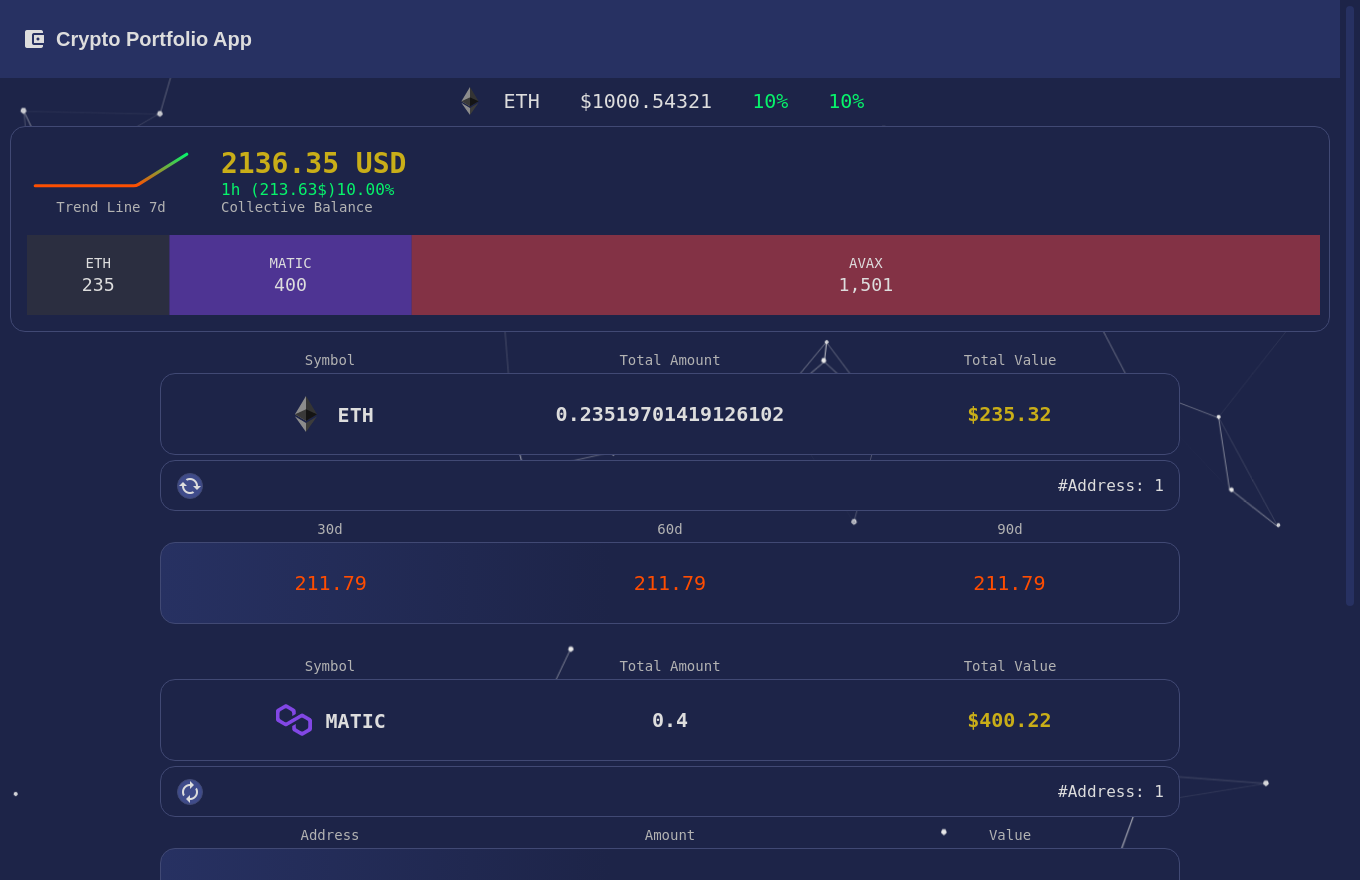 Crypto Portfolio App
ETH $1000.54321 10% 10%
2136.35 USD
1h (213.63$)10.00%
Trend Line 7d Collective Balance
ETH MATIC AVAX
235 400 1,501
Symbol Total Amount Total Value
ETH 0.23519701419126102 $235.32
#Address: 1
30d 60d 90d
211.79 211.79 211.79
Symbol Total Amount Total Value
MATIC 0.4 $400.22
#Address: 1
Address Amount Value